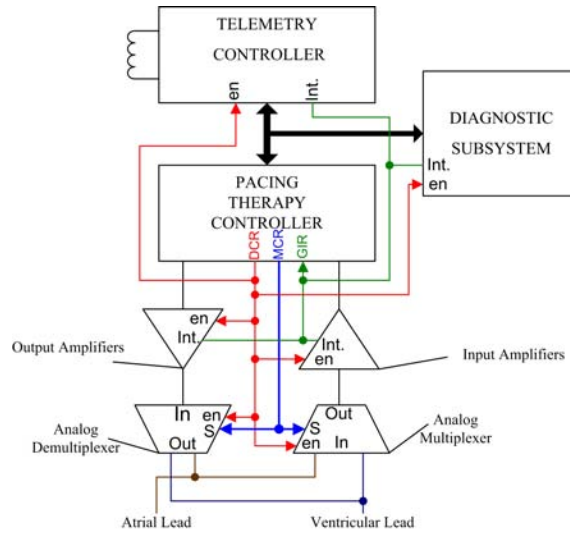 TELEMETRY
CONTROLLER
en
Int.
DIAGNOSTIC
SUBSYSTEM
Int.
en
PACING
THERAPY
CONTROLLER
DCR
MCR
GIR
en
Int.
Output Amplifiers
Int.
en
Input Amplifiers
In
en
S
Out
Analog
Demultiplexer
Out
S
en
In
Analog
Multiplexer
Atrial Lead
Ventricular Lead